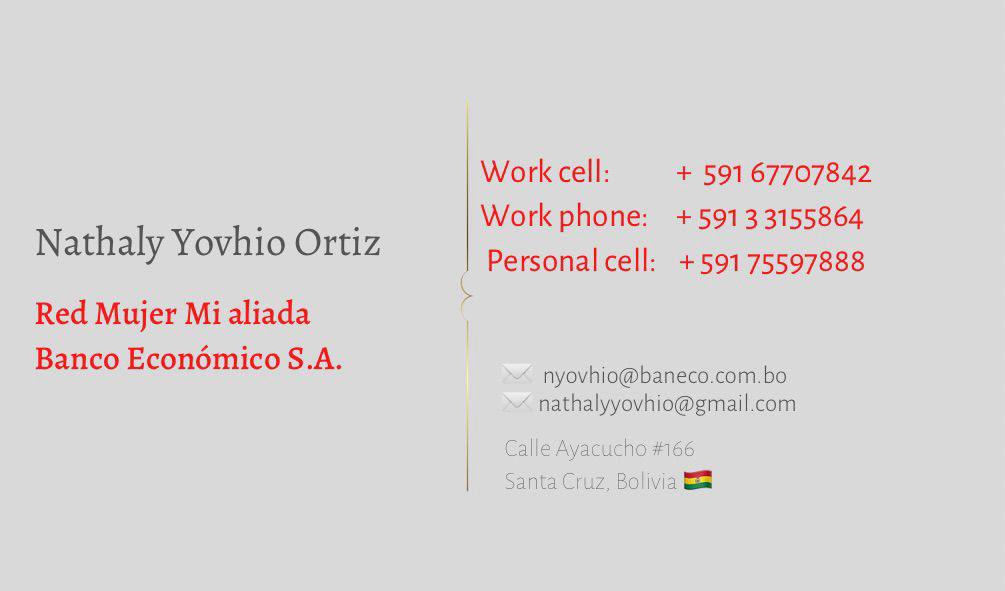 Nathaly Yovhio Ortiz
Red Mujer Mi aliada
Banco Económico S.A.
Work cell: + 591 67707842
Work phone: + 591 3 3155864
Personal cell: + 591 75597888
nyovhio@baneco.com.bo
nathalyyovhio@gmail.com
Calle Ayacucho #166
Santa Cruz, Bolivia 🇧🇴